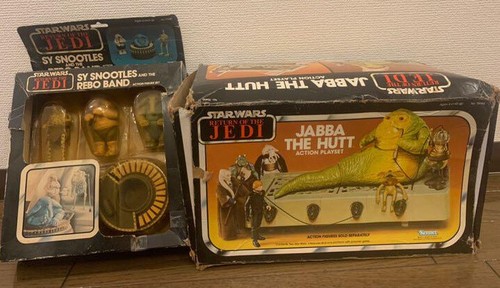 STAR WARS
RETURN OF THE
JEDI
SY SNOOTLES
AND THE
STAR WARS
RETURN OF THE
JEDI
SY SNOOTLES AND THE
REBO BAND
STAR WARS
JABBA THE HUTT
ACTION PLAYSET
JEDI
STAR WARS
RETURN OF THE
JEDI
JABBA
THE HUTT
ACTION PLAYSET
ACTION FIGURES SOLD SEPARATELY
Kenner